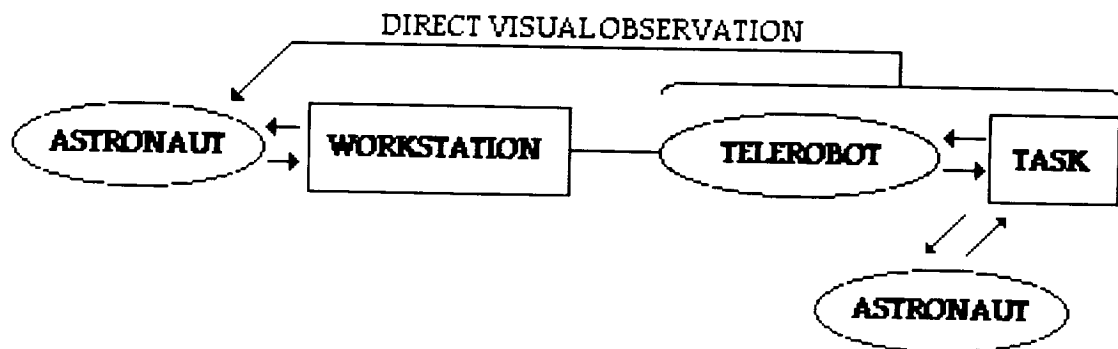 DIRECT VISUAL OBSERVATION
ASTRONAUT
WORKSTATION
TELEROBOT
TASK
ASTRONAUT